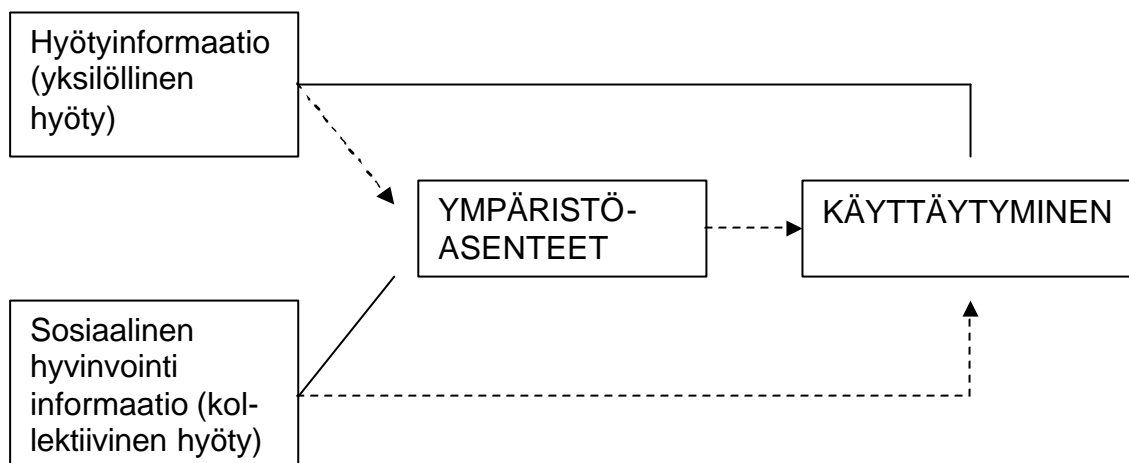 Hyötyinformaatio
(yksilöllinen
hyöty)
YMPÄRISTÖ-
ASENTEET
KÄYTTÄYTYMINEN
Sosiaalinen
hyvinvointi
informaatio (kol-
lektiivinen hyöty)